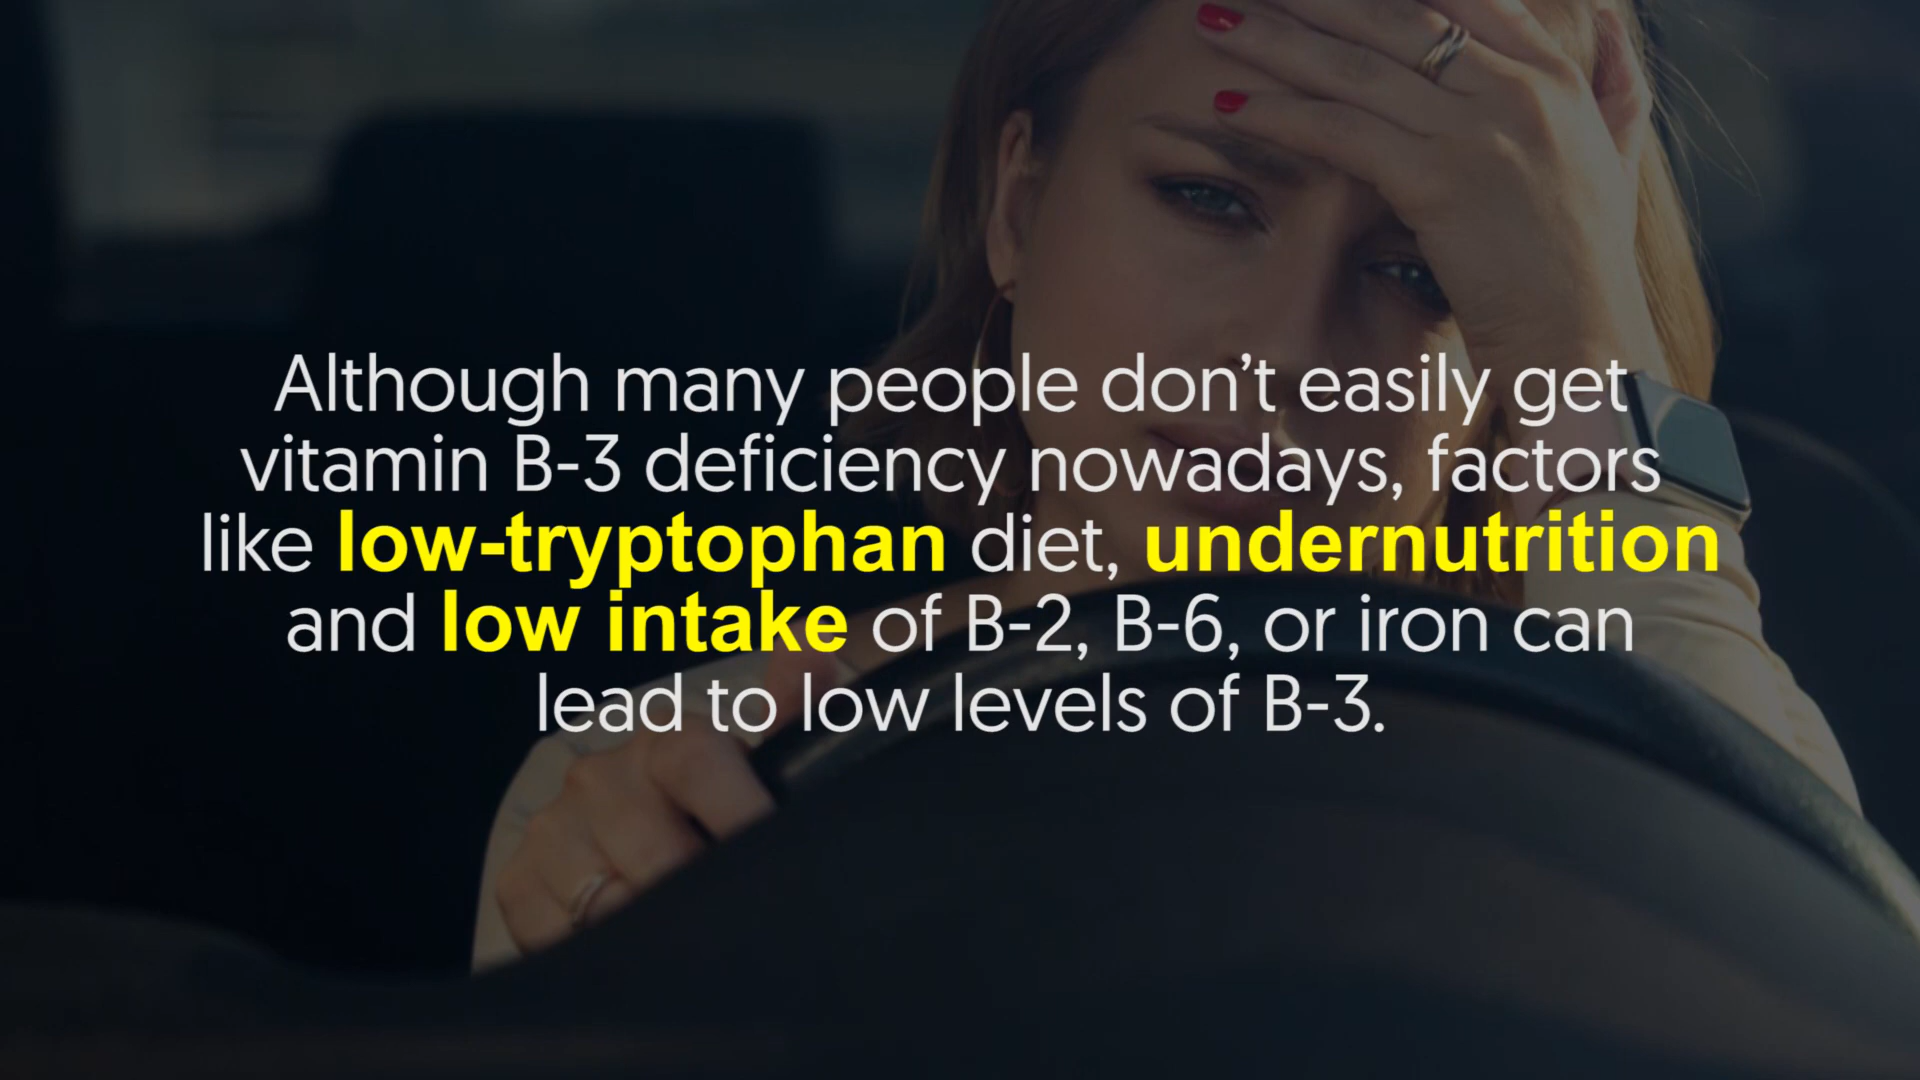 Although many people don’t easily get
vitamin B-3 deficiency nowadays, factors
like low-tryptophan diet, undernutrition
and low intake of B-2, B-6, or iron can
lead to low levels of B-3.